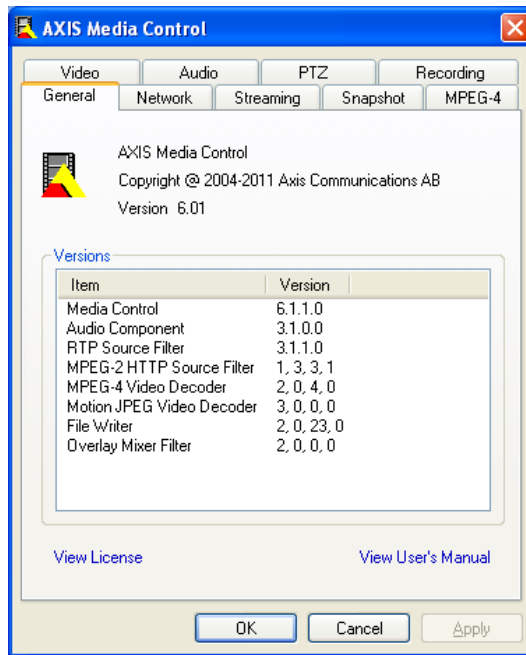 AXIS Media Control
Video Audio PTZ Recording
General Network Streaming Snapshot MPEG-4
AXIS Media Control
Copyright @ 2004-2011 Axis Communications AB
Version 6.01
Versions
Item Version
Media Control 6.1.1.0
Audio Component 3.1.0.0
RTP Source Filter 3.1.1.0
MPEG-2 HTTP Source Filter 1, 3, 3, 1
MPEG-4 Video Decoder 2, 0, 4, 0
Motion JPEG Video Decoder 3, 0, 0, 0
File Writer 2, 0, 23, 0
Overlay Mixer Filter 2, 0, 0, 0
View License View User's Manual
OK Cancel Apply